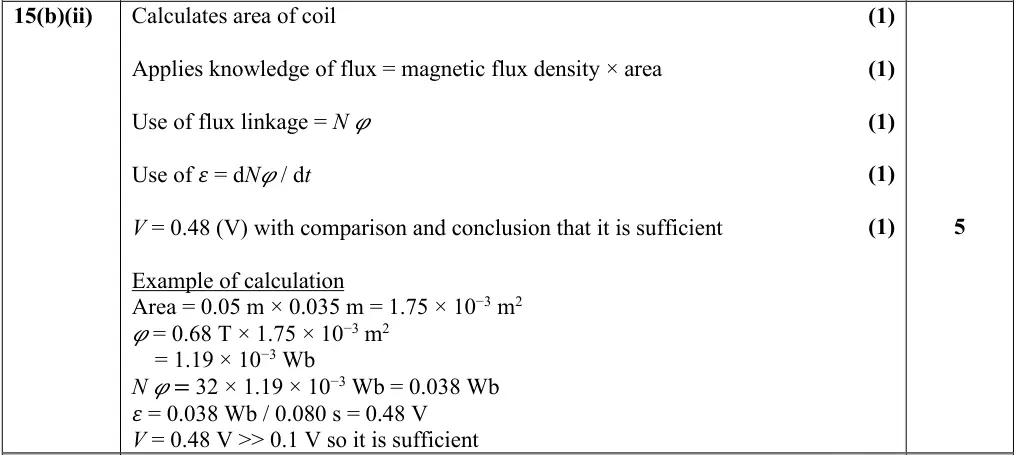 15(b)(ii) Calculates area of coil (1)
Applies knowledge of flux = magnetic flux density × area (1)
Use of flux linkage = N φ (1)
Use of ε = dNφ / dt (1)
V = 0.48 (V) with comparison and conclusion that it is sufficient (1) 5
Example of calculation
Area = 0.05 m × 0.035 m = 1.75 × 10⁻³ m²
φ = 0.68 T × 1.75 × 10⁻³ m²
= 1.19 × 10⁻³ Wb
N φ = 32 × 1.19 × 10⁻³ Wb = 0.038 Wb
ε = 0.038 Wb / 0.080 s = 0.48 V
V = 0.48 V >> 0.1 V so it is sufficient